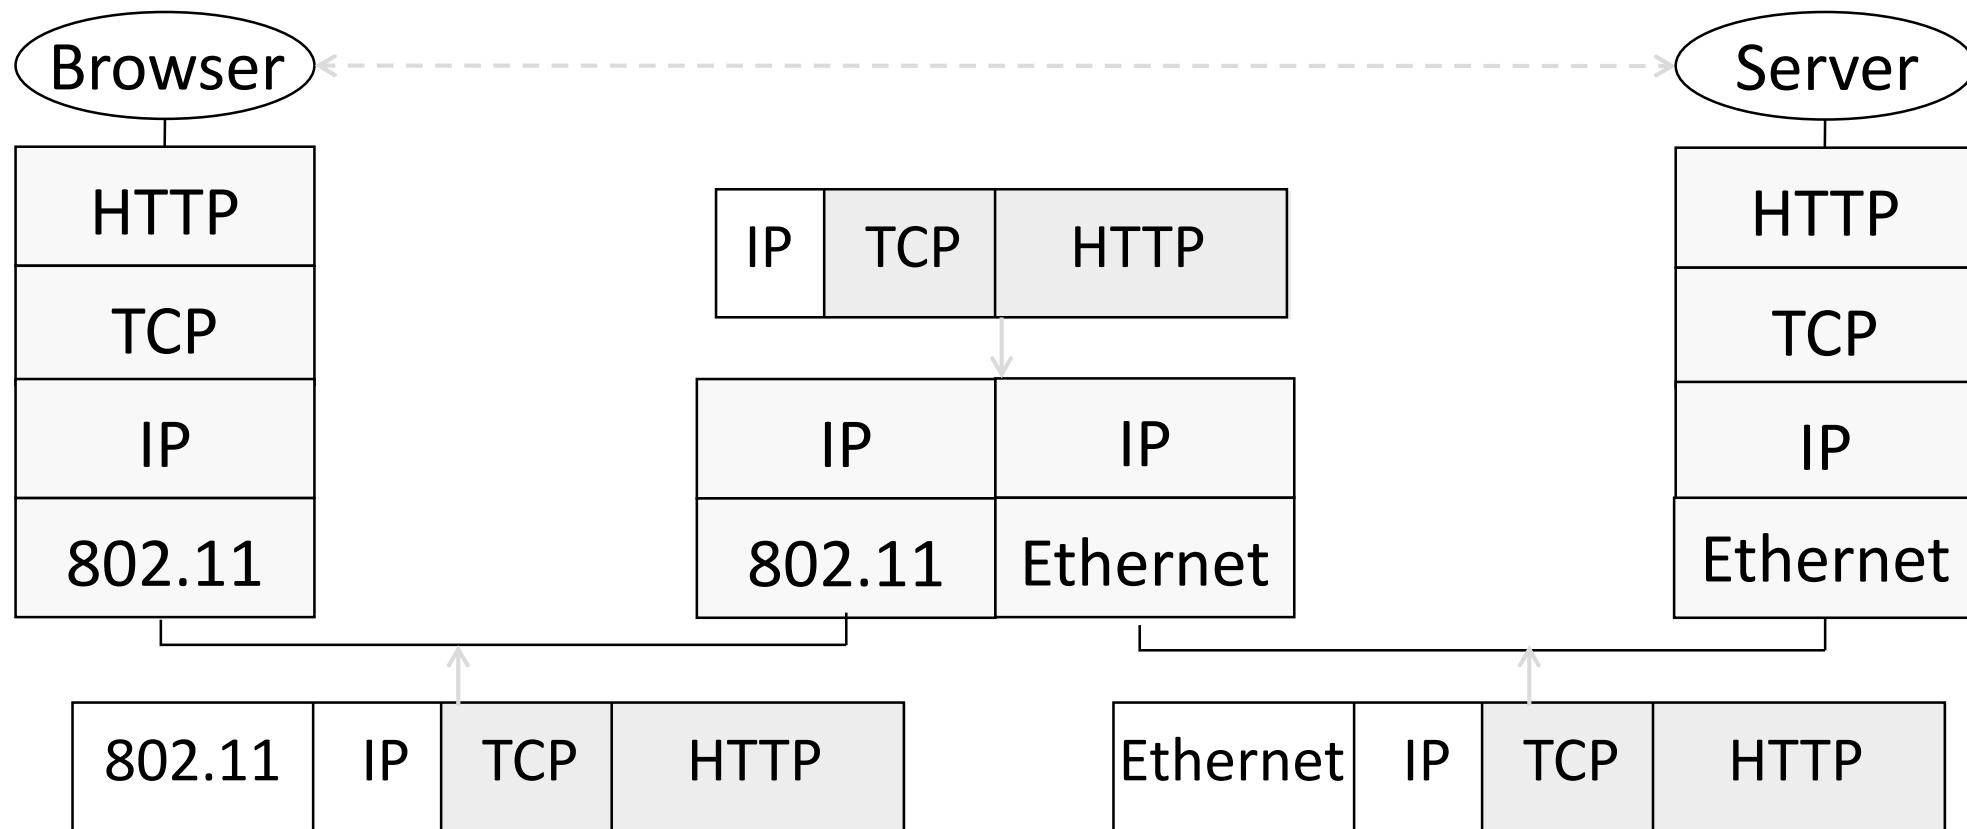 Browser
Server
HTTP
TCP
IP
802.11
IP TCP HTTP
IP IP
802.11 Ethernet
HTTP
TCP
IP
Ethernet
802.11 IP TCP HTTP
Ethernet IP TCP HTTP